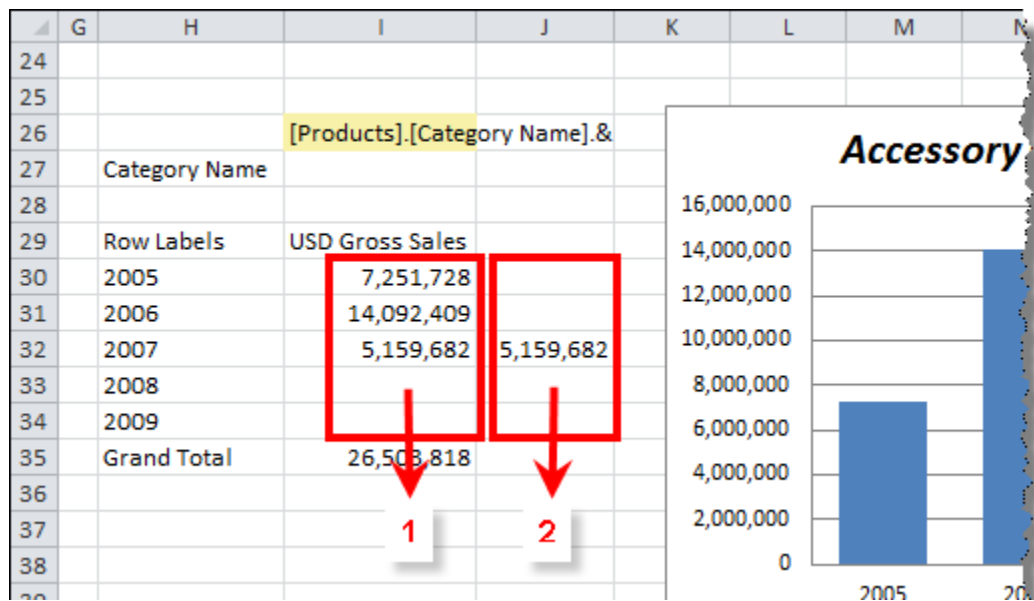 G H I J K L M N
24
25
26 [Products].[Category Name].&
27 Category Name
28
29 Row Labels USD Gross Sales
30 2005 7,251,728
31 2006 14,092,409
32 2007 5,159,682 5,159,682
33 2008
34 2009
35 Grand Total 26,503,818
36
37
38
39
1
2
Accessory
16,000,000
14,000,000
12,000,000
10,000,000
8,000,000
6,000,000
4,000,000
2,000,000
0
2005 20